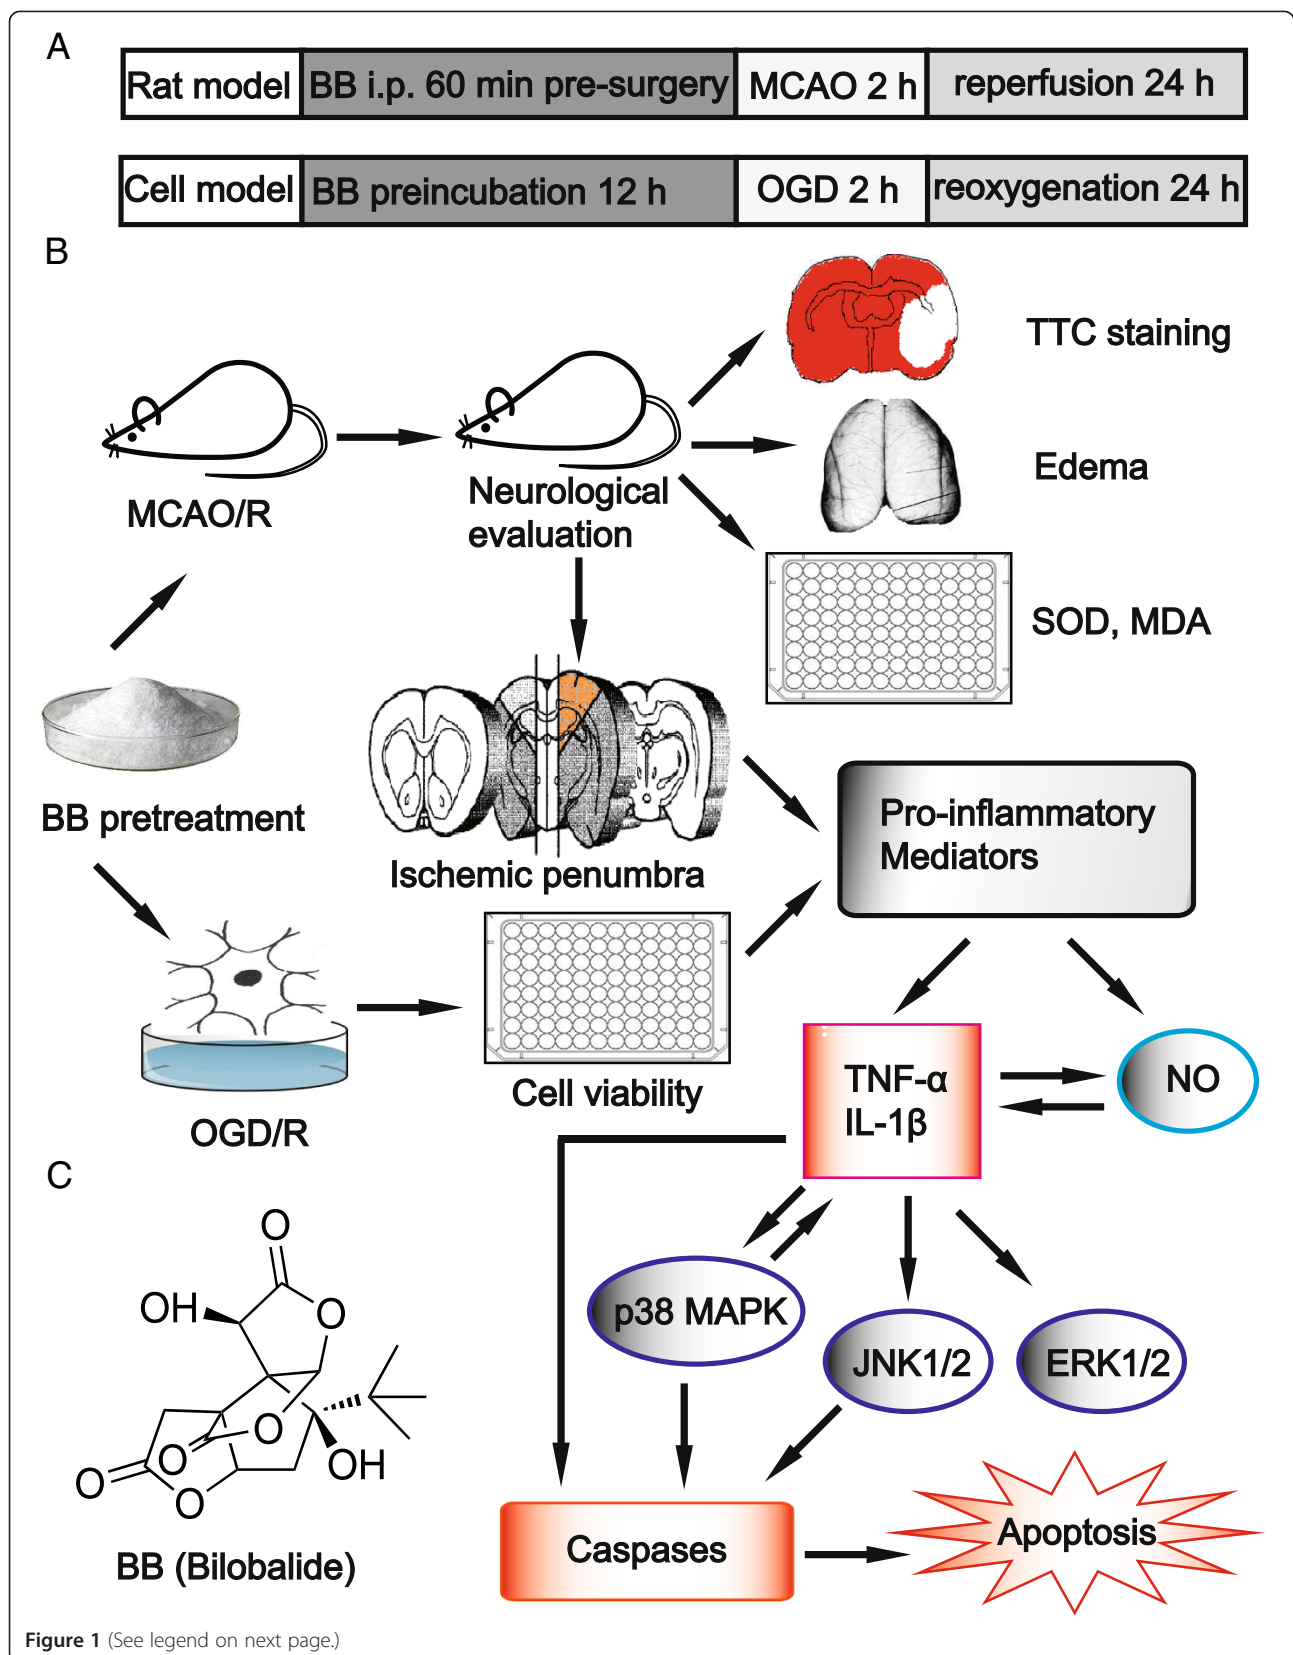 A
Rat model BB i.p. 60 min pre-surgery MCAO 2 h reperfusion 24 h
Cell model BB preincubation 12 h OGD 2 h reoxygenation 24 h
B
TTC staining
Edema
MCAO/R
Neurological
evaluation
SOD, MDA
BB pretreatment
Ischemic penumbra
Pro-inflammatory
Mediators
Cell viability
OGD/R
TNF-α
IL-1β
NO
p38 MAPK
JNK1/2
ERK1/2
Caspases
Apoptosis
C
O
OH
O
O
O
O
O
OH
BB (Bilobalide)
Figure 1 (See legend on next page.)